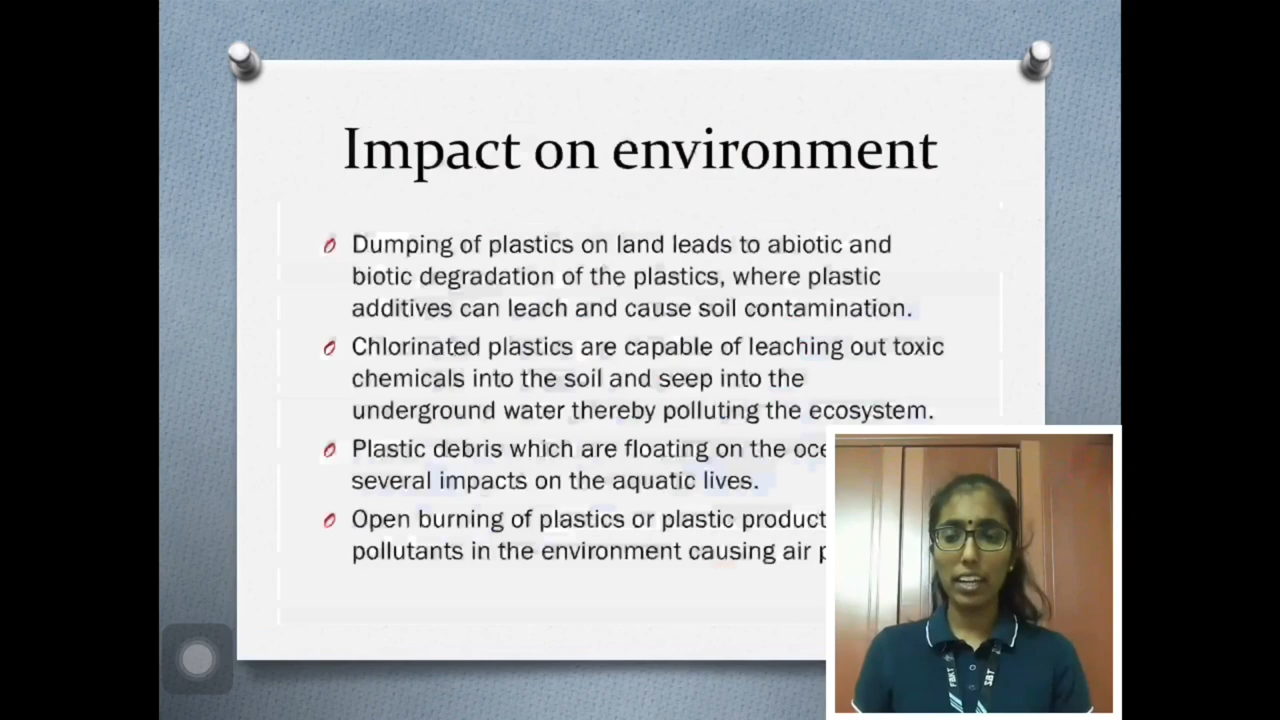 Impact on environment
Dumping of plastics on land leads to abiotic and
biotic degradation of the plastics, where plastic
additives can leach and cause soil contamination.
Chlorinated plastics are capable of leaching out toxic
chemicals into the soil and seep into the
underground water thereby polluting the ecosystem.
Plastic debris which are floating on the
several impacts on the aquatic lives.
Open burning of plastics or plastic
pollutants in the environment causing air